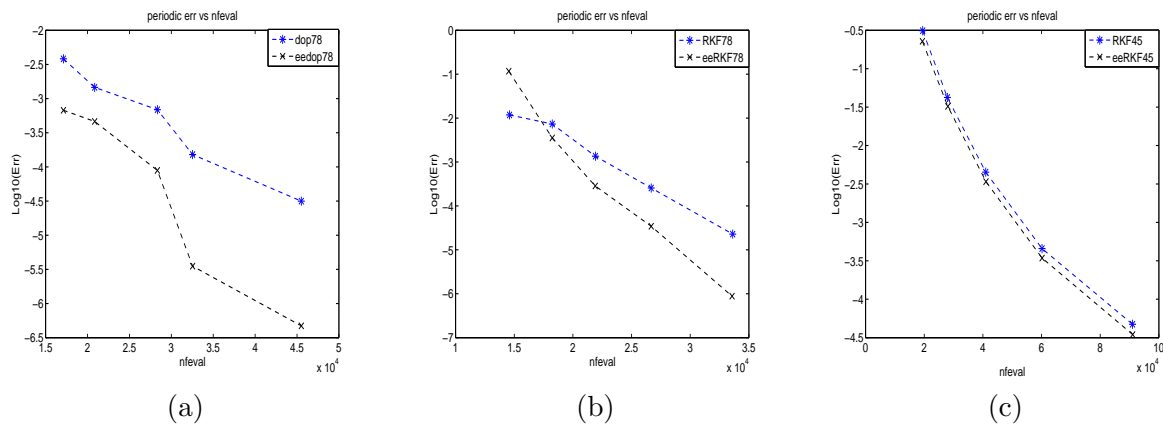 periodic err vs nfeval
−2
−2.5
−3
−3.5
−4
−4.5
−5
−5.5
−6
−6.5
Log10(Err)
dop78
eedop78
1.5 2 2.5 3 3.5 4 4.5 5
nfeval
x 10^4
(a)
periodic err vs nfeval
0
−1
−2
−3
−4
−5
−6
−7
Log10(Err)
RKF78
eeRKF78
1 1.5 2 2.5 3 3.5
nfeval
x 10^4
(b)
periodic err vs nfeval
−0.5
−1
−1.5
−2
−2.5
−3
−3.5
−4
−4.5
Log10(Err)
RKF45
eeRKF45
0 2 4 6 8 10
nfeval
x 10^4
(c)